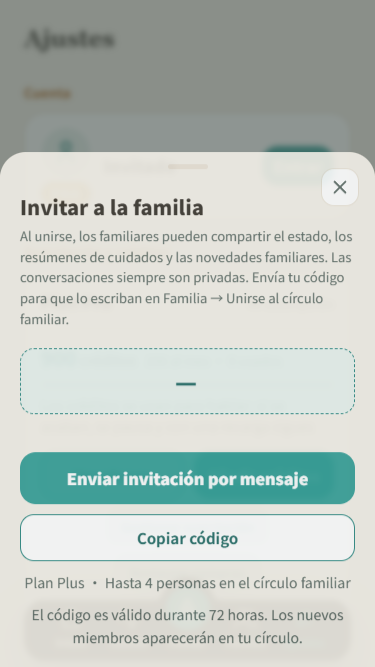 Ajustes
Cuenta
Invitar a la familia
Al unirse, los familiares pueden compartir el estado, los
resúmenes de cuidados y las novedades familiares. Las
conversaciones siempre son privadas. Envía tu código
para que lo escriban en Familia → Unirse al círculo
familiar.
—
Enviar invitación por mensaje
Copiar código
Plan Plus • Hasta 4 personas en el círculo familiar
El código es válido durante 72 horas. Los nuevos
miembros aparecerán en tu círculo.